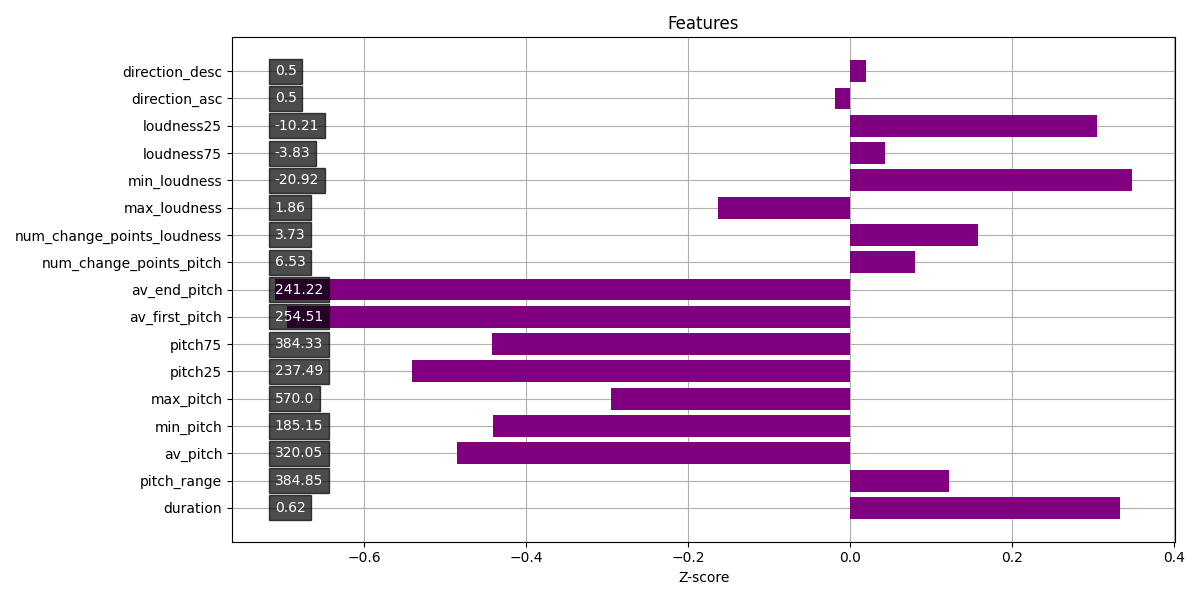 Features
direction_desc 0.5
direction_asc 0.5
loudness25 -10.21
loudness75 -3.83
min_loudness -20.92
max_loudness 1.86
num_change_points_loudness 3.73
num_change_points_pitch 6.53
av_end_pitch 241.22
av_first_pitch 254.51
pitch75 384.33
pitch25 237.49
max_pitch 570.0
min_pitch 185.15
av_pitch 320.05
pitch_range 384.85
duration 0.62
−0.6 −0.4 −0.2 0.0 0.2 0.4
Z-score